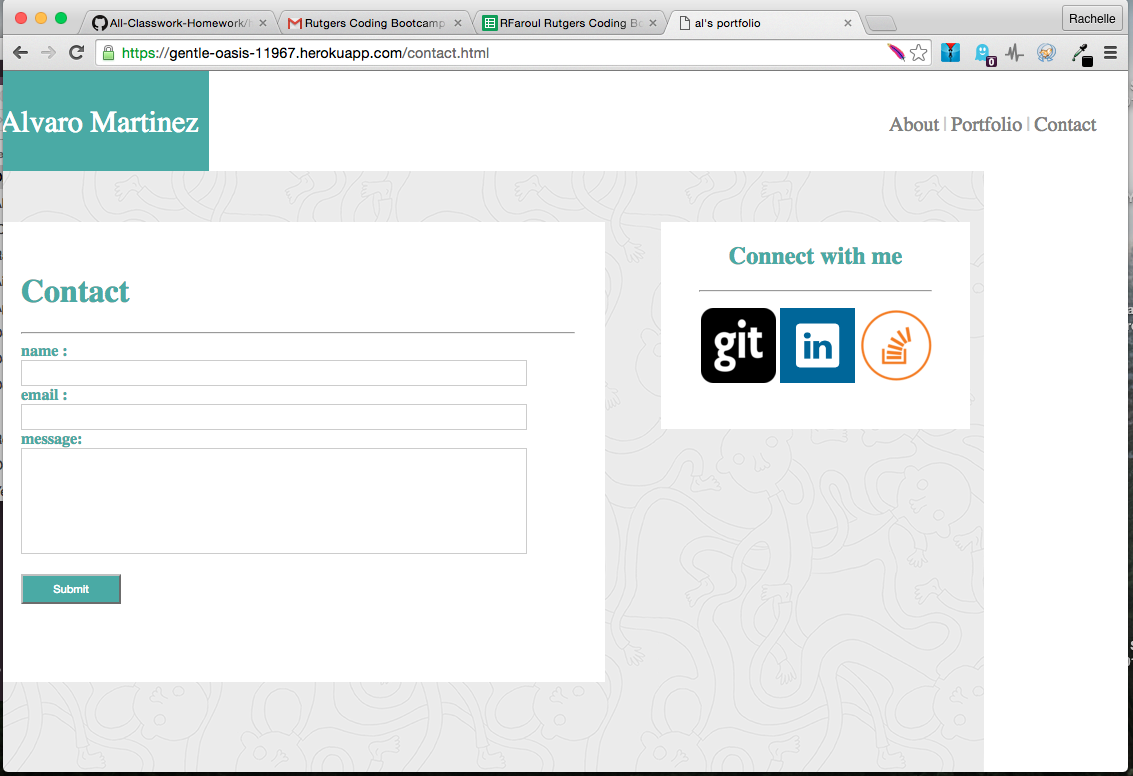 All-Classwork-Homework/
Rutgers Coding Bootcamp
RFaroul Rutgers Coding Bo
al's portfolio
Rachelle
https://gentle-oasis-11967.herokuapp.com/contact.html
0
Alvaro Martinez
About | Portfolio | Contact
Contact
name :
email :
message:
Submit
Connect with me
git
in